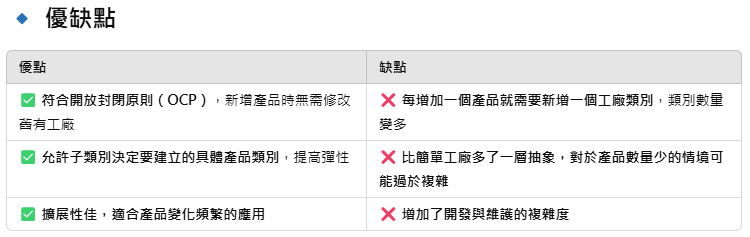 優缺點
優點
缺點
符合開放封閉原則（OCP），新增產品時無需修改
舊有工廠
每增加一個產品就需要新增一個工廠類別，類別數量
變多
允許子類別決定要建立的具體產品類別，提高彈性
比簡單工廠多了一層抽象，對於產品數量少的情境可
能過於複雜
擴展性佳，適合產品變化頻繁的應用
增加了開發與維護的複雜度